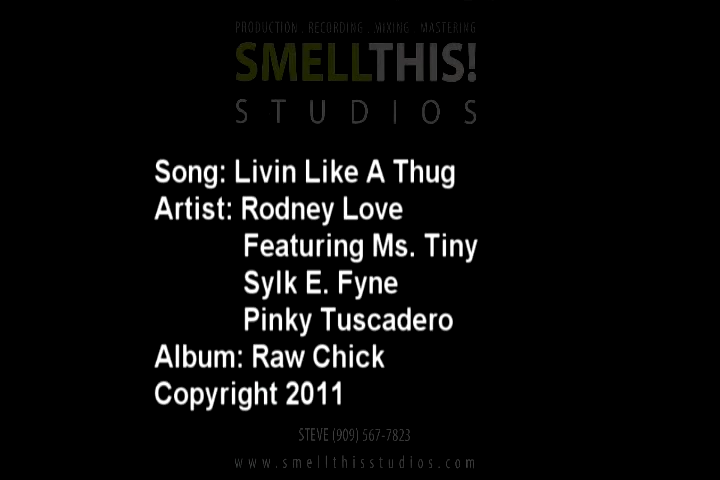 PRODUCTION . RECORDING . MIXING . MASTERING
SMELLTHIS!
STUDIOS
Song: Livin Like A Thug
Artist: Rodney Love
Featuring Ms. Tiny
Sylk E. Fyne
Pinky Tuscadero
Album: Raw Chick
Copyright 2011
STEVE (909) 567-7823
www.smellthisstudios.com